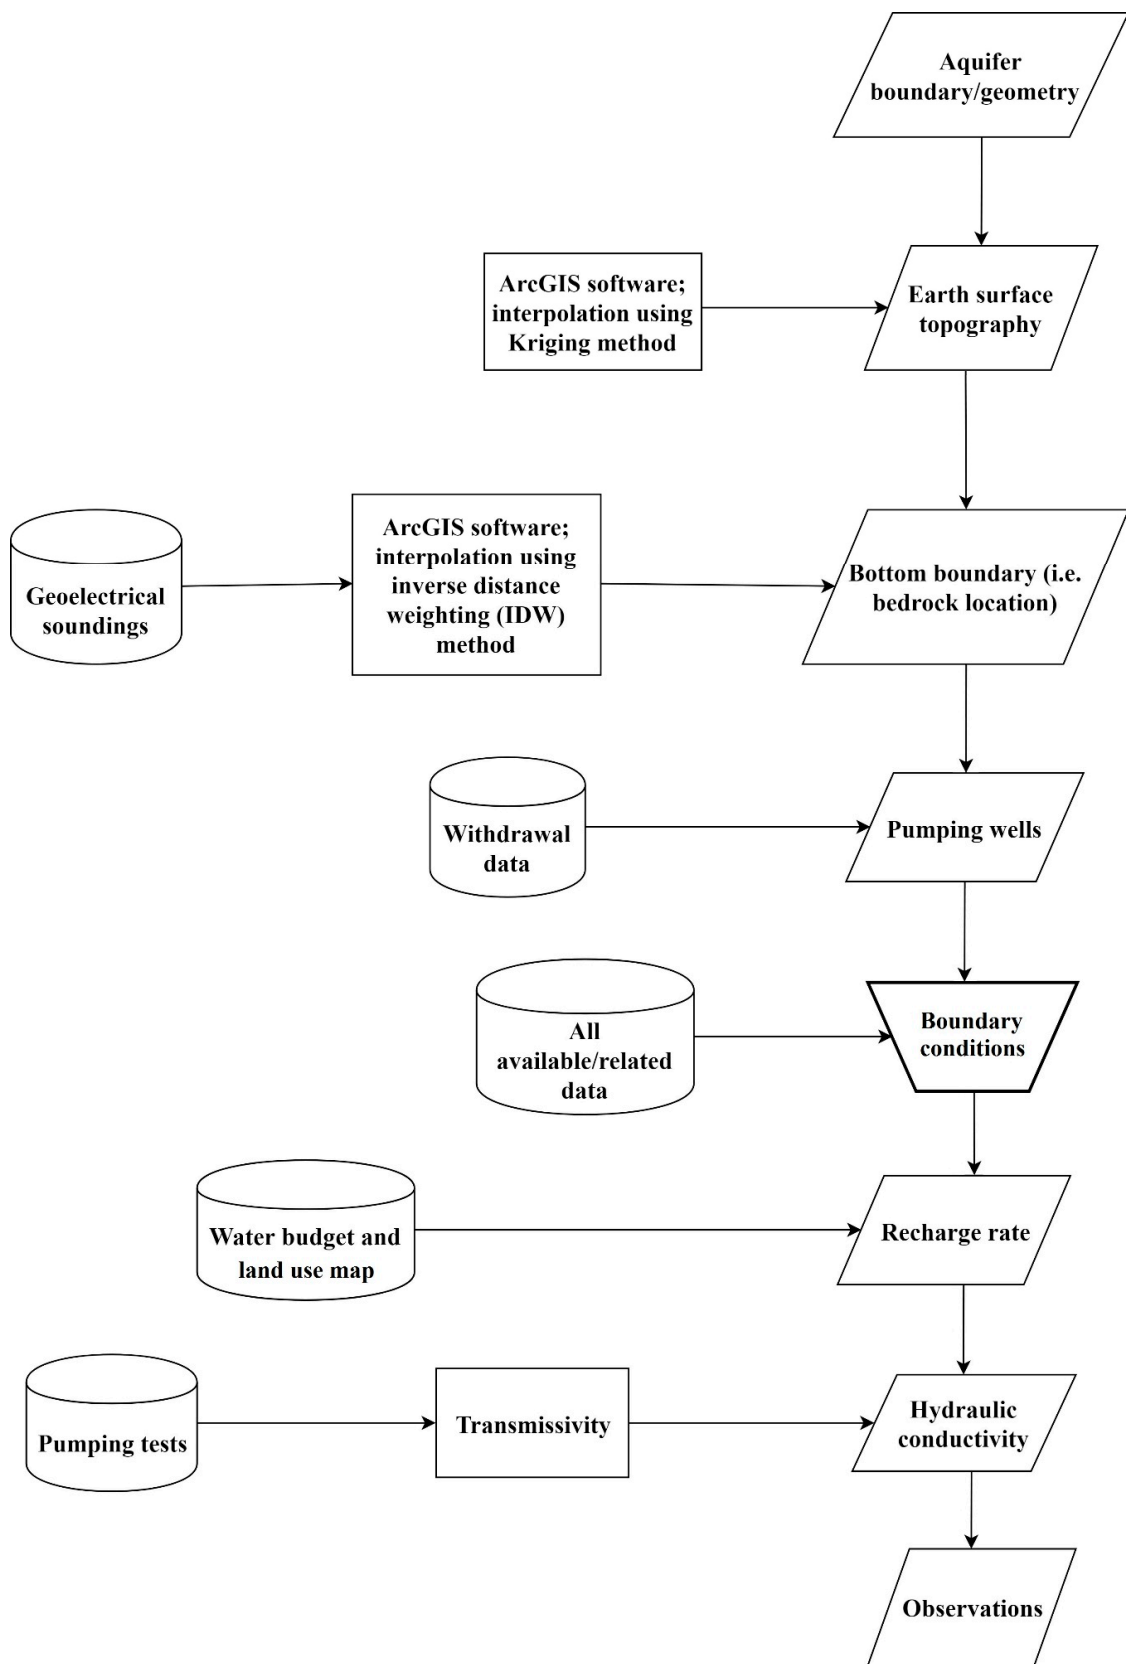 Aquifer
boundary/geometry
ArcGIS software;
interpolation using
Kriging method
Earth surface
topography
Geoelectrical
soundings
ArcGIS software;
interpolation using
inverse distance
weighting (IDW)
method
Bottom boundary (i.e.
bedrock location)
Withdrawal
data
Pumping wells
All
available/related
data
Boundary
conditions
Water budget and
land use map
Recharge rate
Pumping tests
Transmissivity
Hydraulic
conductivity
Observations